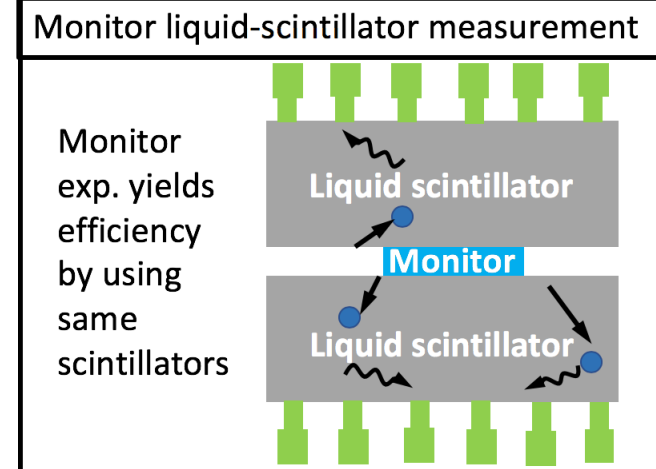 Monitor liquid-scintillator measurement
Monitor
exp. yields
efficiency
by using
same
scintillators
Liquid scintillator
Monitor
Liquid scintillator